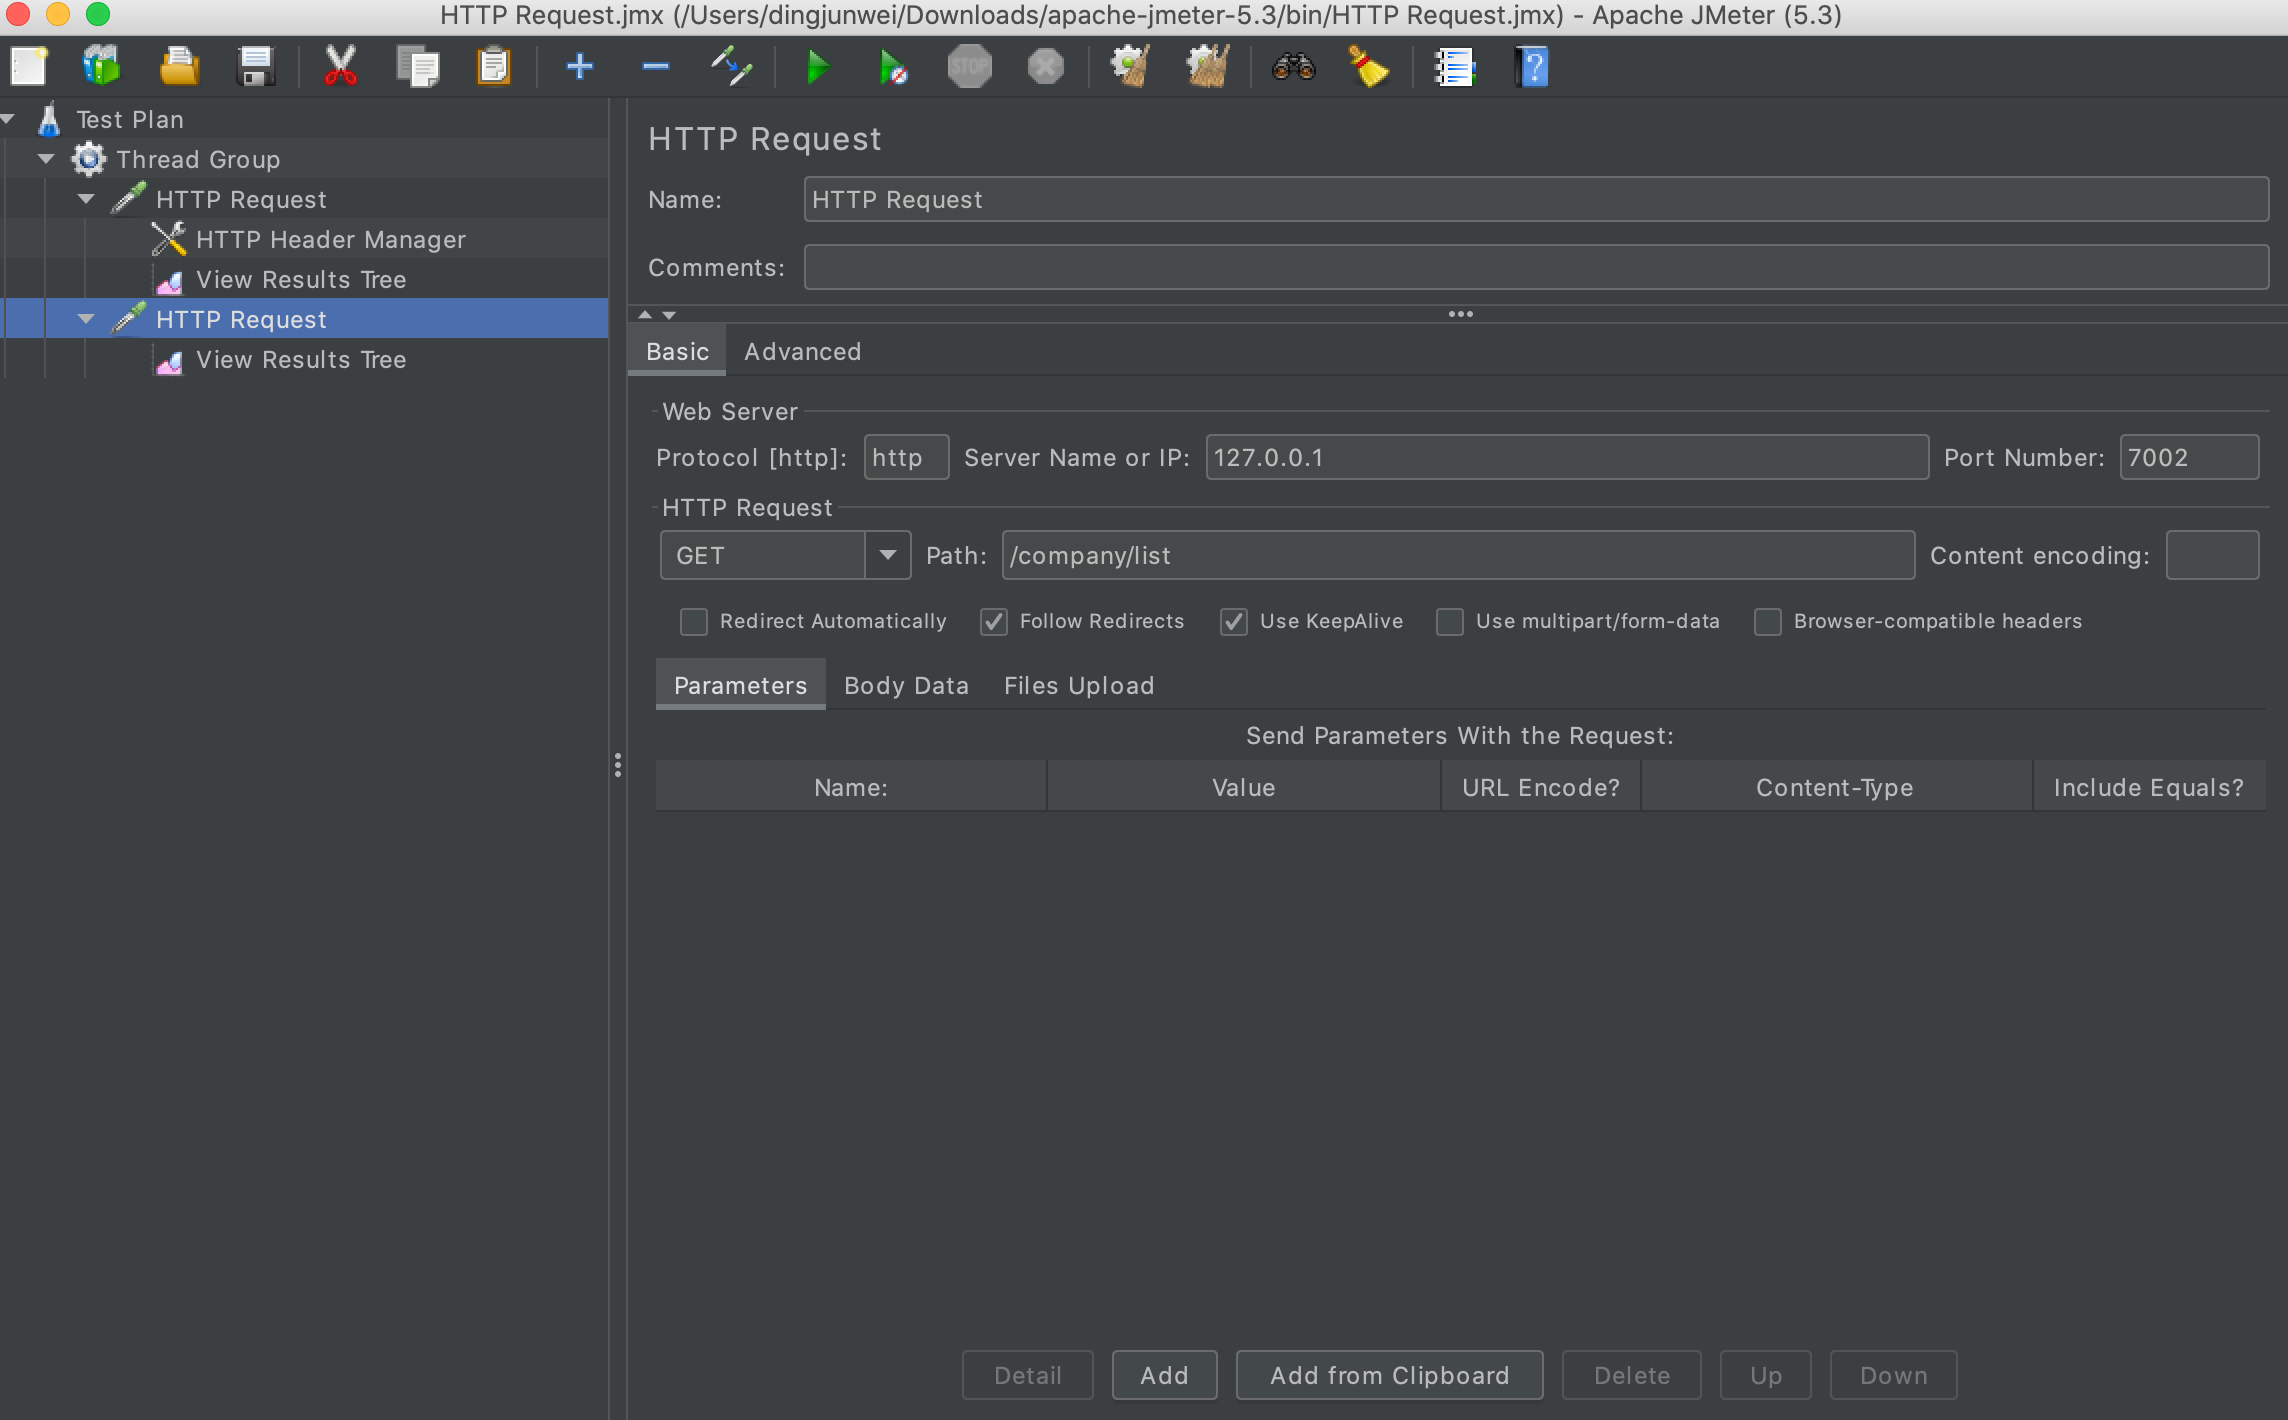 HTTP Request.jmx (/Users/dingjunwei/Downloads/apache-jmeter-5.3/bin/HTTP Request.jmx) - Apache JMeter (5.3)
STOP
Test Plan
Thread Group
HTTP Request
HTTP Header Manager
View Results Tree
HTTP Request
View Results Tree
HTTP Request
Name: HTTP Request
Comments:
Basic Advanced
Web Server
Protocol [http]: http Server Name or IP: 127.0.0.1 Port Number: 7002
HTTP Request
GET Path: /company/list Content encoding:
Redirect Automatically Follow Redirects Use KeepAlive Use multipart/form-data Browser-compatible headers
Parameters Body Data Files Upload
Send Parameters With the Request:
Name: Value URL Encode? Content-Type Include Equals?
Detail Add Add from Clipboard Delete Up Down